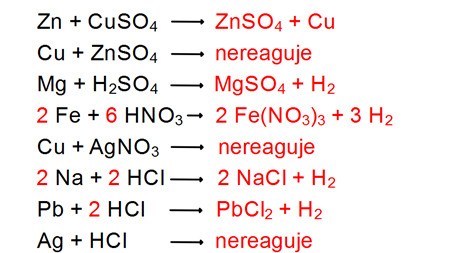 Zn + CuSO₄ → ZnSO₄ + Cu
Cu + ZnSO₄ → nereaguje
Mg + H₂SO₄ → MgSO₄ + H₂
2 Fe + 6 HNO₃ → 2 Fe(NO₃)₃ + 3 H₂
Cu + AgNO₃ → nereaguje
2 Na + 2 HCl → 2 NaCl + H₂
Pb + 2 HCl → PbCl₂ + H₂
Ag + HCl → nereaguje